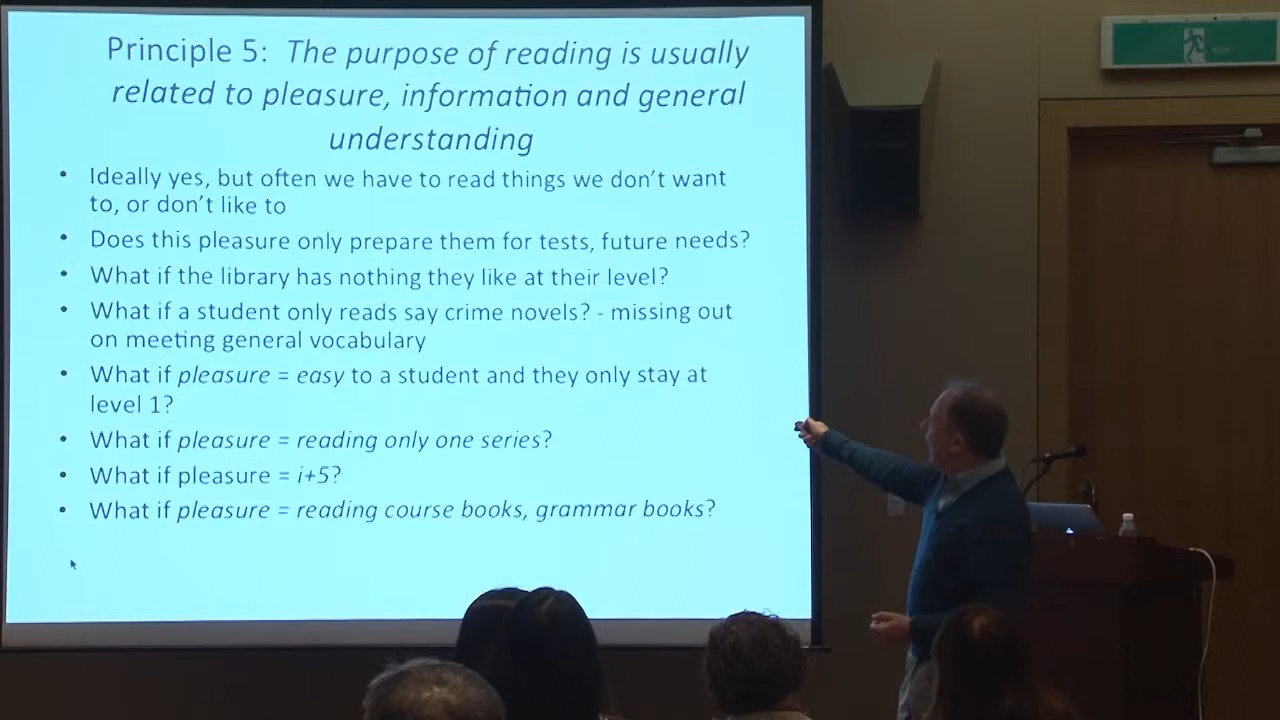 Principle 5: The purpose of reading is usually
related to pleasure, information and general
understanding
• Ideally yes, but often we have to read things we don't want
to, or don't like to
• Does this pleasure only prepare them for tests, future needs?
• What if the library has nothing they like at their level?
• What if a student only reads say crime novels? - missing out
on meeting general vocabulary
• What if pleasure = easy to a student and they only stay at
level 1?
• What if pleasure = reading only one series?
• What if pleasure = i+5?
• What if pleasure = reading course books, grammar books?